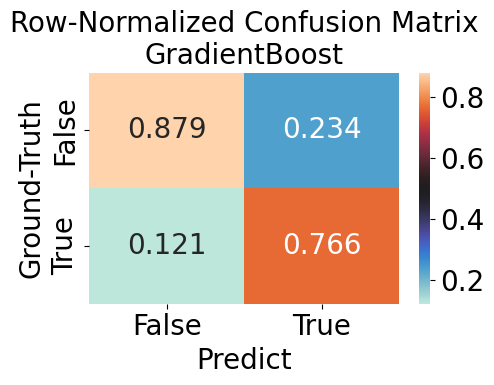 Row-Normalized Confusion Matrix
GradientBoost
Ground-Truth
False
True
0.879
0.234
0.121
0.766
False
True
Predict
0.8
0.6
0.4
0.2